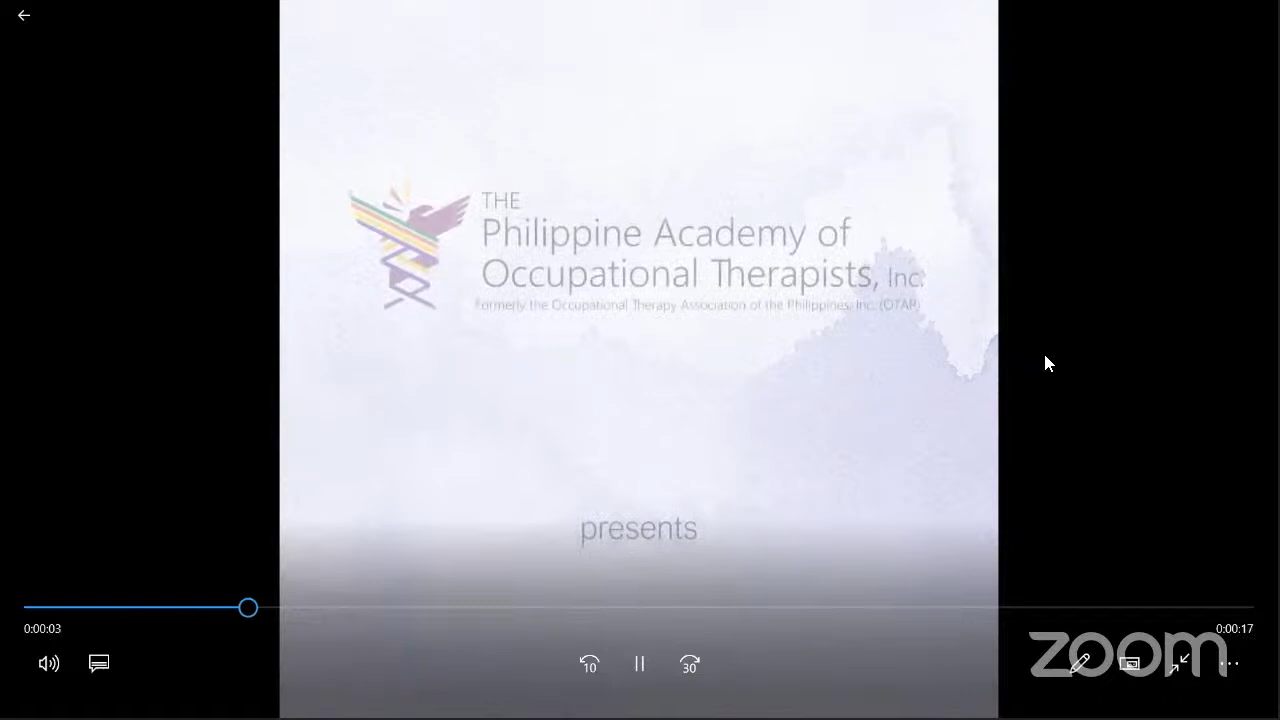 THE
Philippine Academy of
Occupational Therapists, Inc.
Formerly the Occupational Therapy Association of the Philippines, Inc. (OTAP)
presents
0:00:03
0:00:17
10
30
zoom